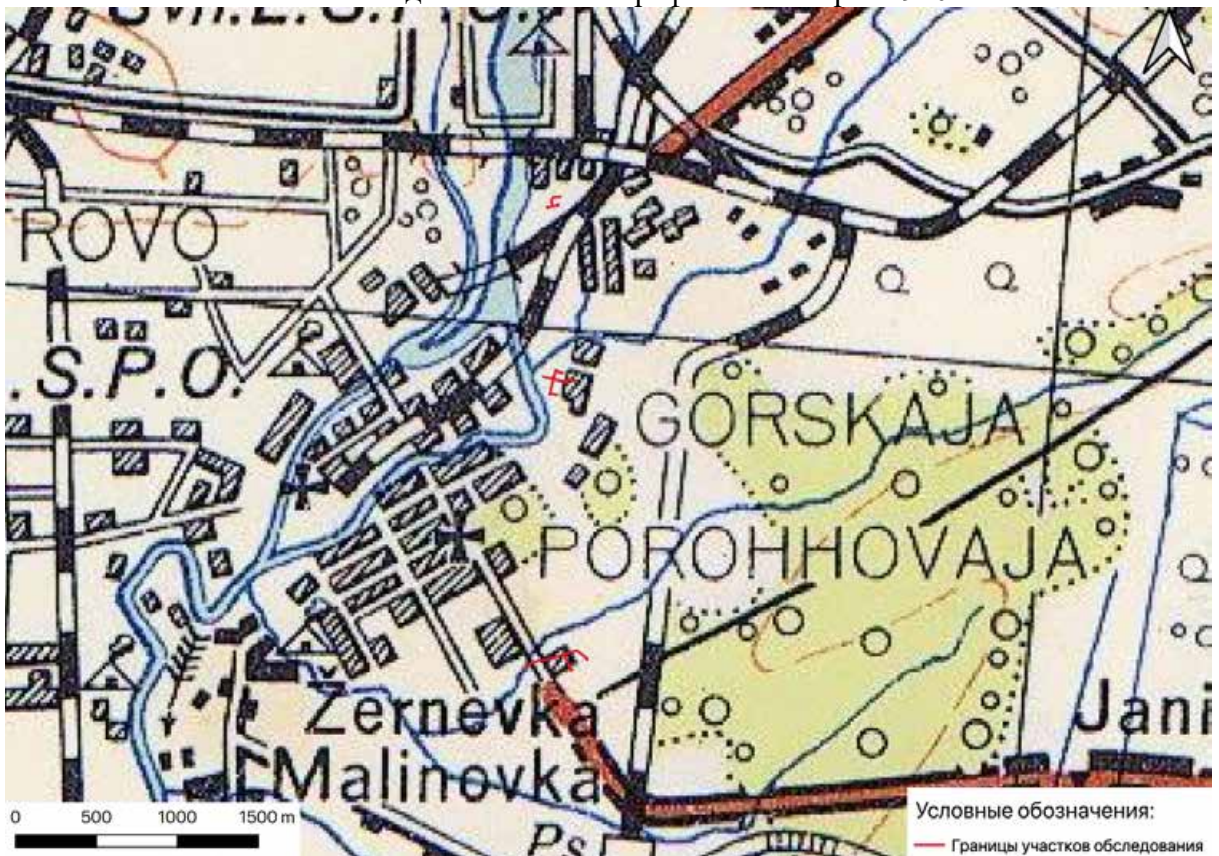 ROVO
.S.P.O.
GORSKAJA
POROHHOVAJA
Žernevka
Malinovka
Jani
Ps
0 500 1000 1500 m
Условные обозначения:
Границы участков обследования